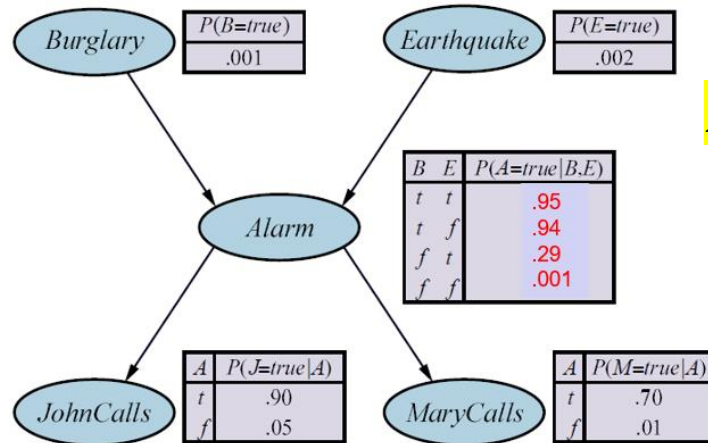 Burglary
P(B=true)
.001
Earthquake
P(E=true)
.002
Alarm
B E P(A=true|B,E)
t t .95
t f .94
f t .29
f f .001
JohnCalls
A P(J=true|A)
t .90
f .05
MaryCalls
A P(M=true|A)
t .70
f .01